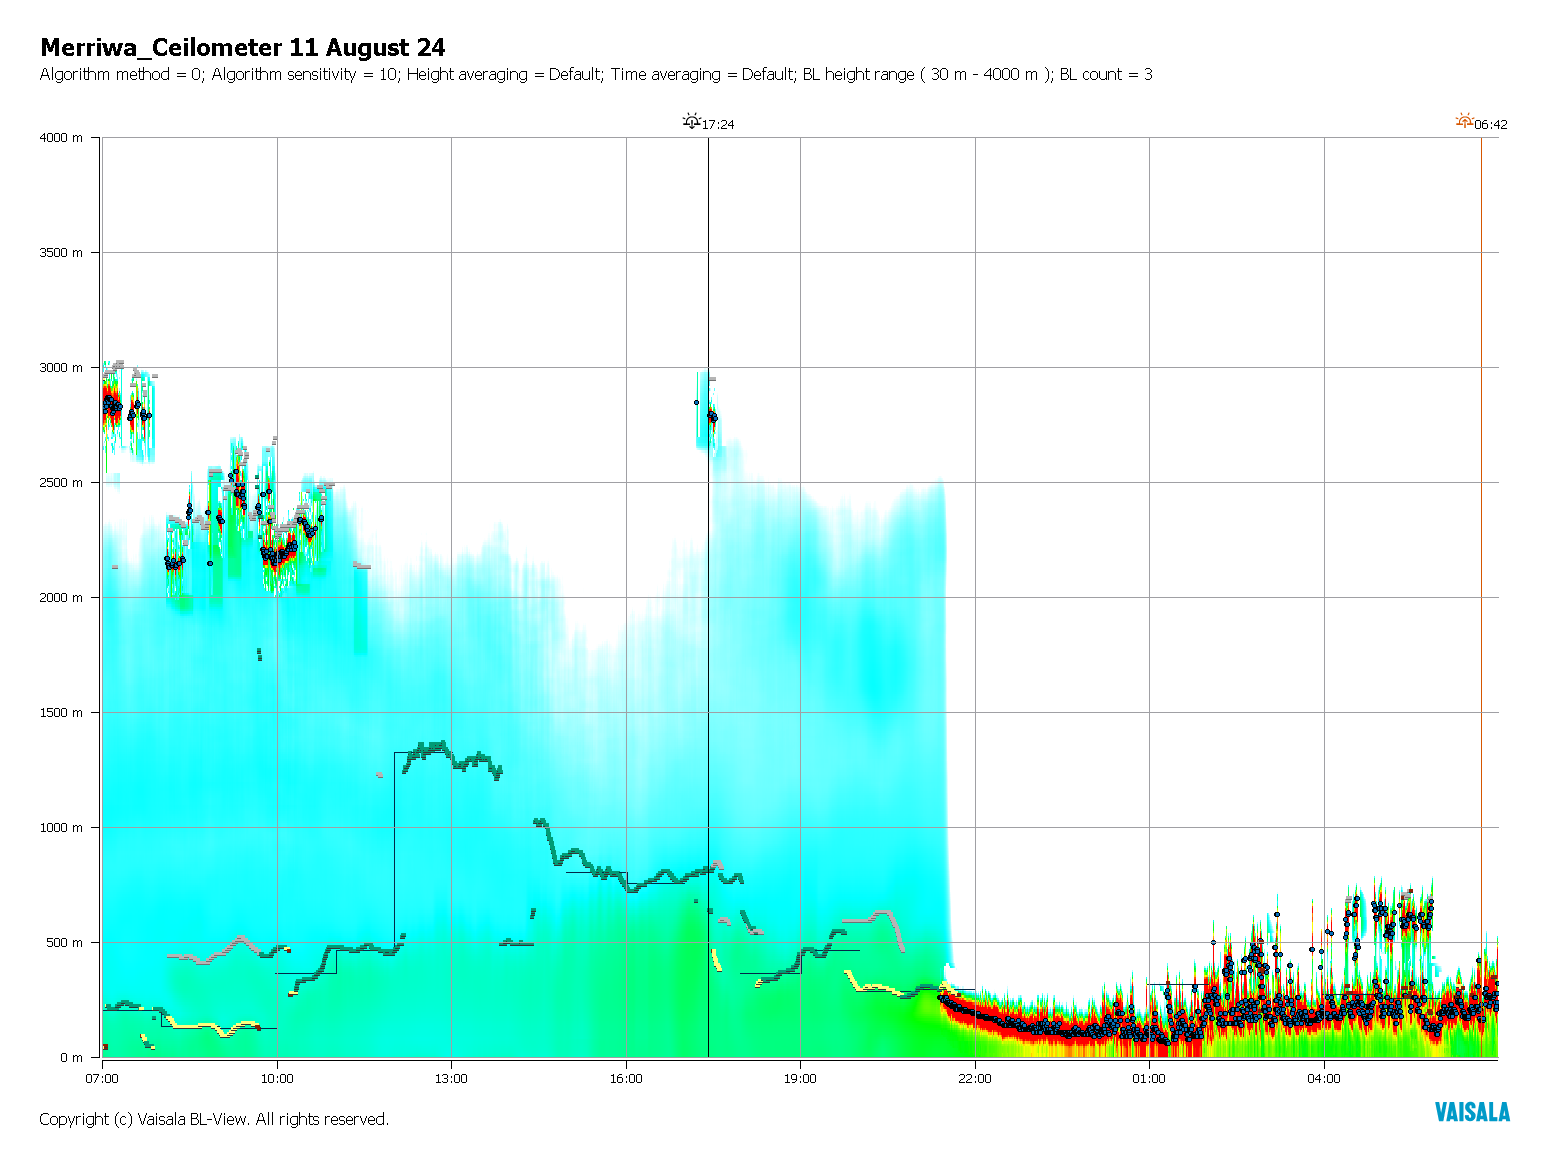 Merriwa_Ceilometer 11 August 24
Algorithm method = 0; Algorithm sensitivity = 10; Height averaging = Default; Time averaging = Default; BL height range ( 30 m - 4000 m ); BL count = 3
17:24
06:42
4000 m
3500 m
3000 m
2500 m
2000 m
1500 m
1000 m
500 m
0 m
07:00 10:00 13:00 16:00 19:00 22:00 01:00 04:00
Copyright (c) Vaisala BL-View. All rights reserved.
VAISALA